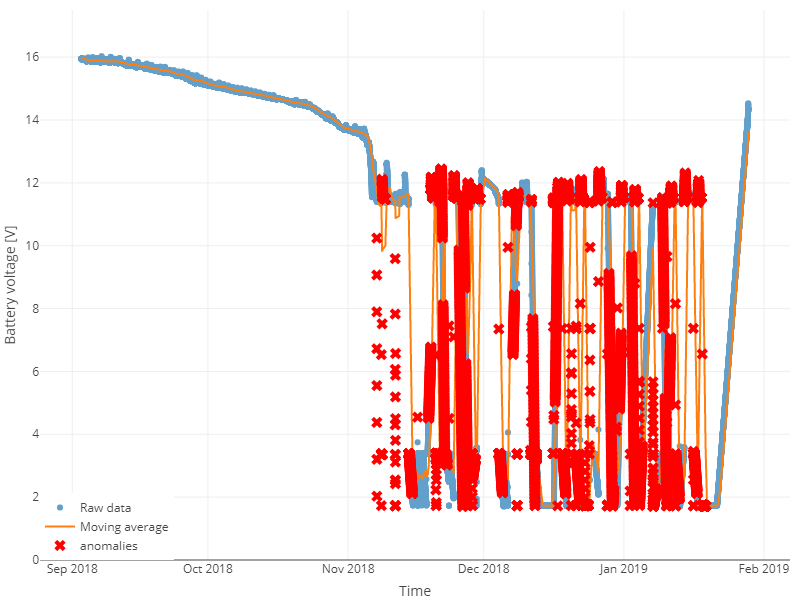 16
14
12
10
8
6
4
2
0
Battery voltage [V]
Raw data
Moving average
anomalies
Sep 2018
Oct 2018
Nov 2018
Dec 2018
Jan 2019
Feb 2019
Time